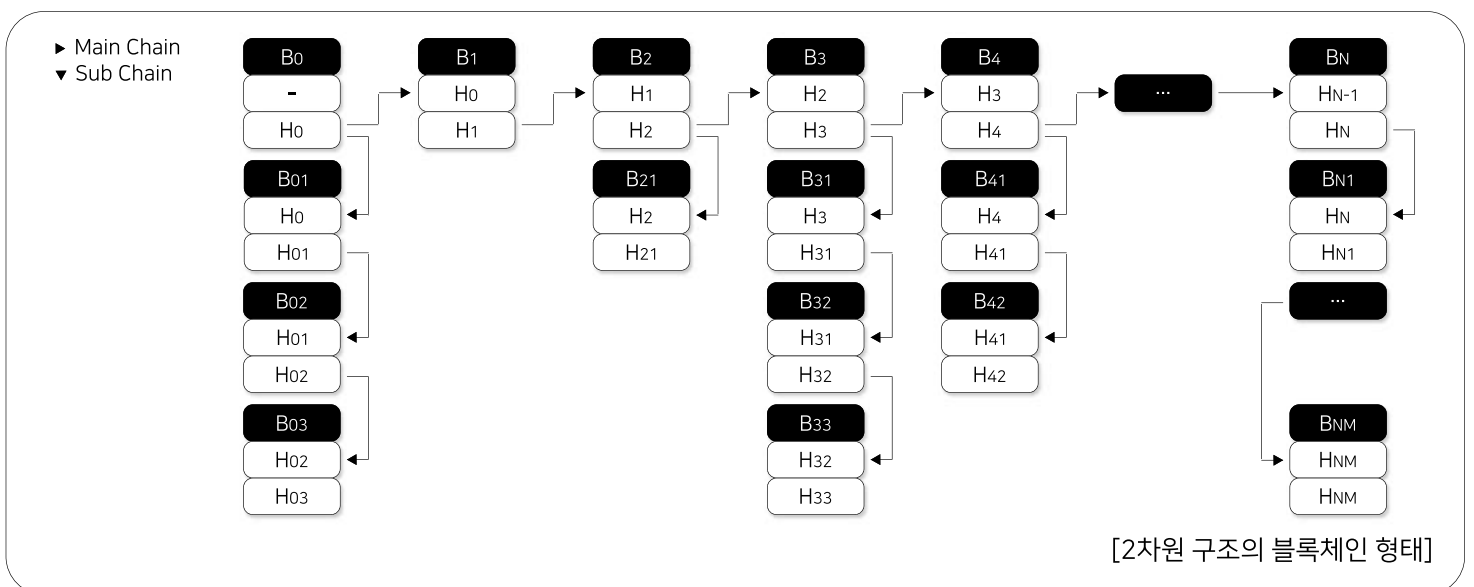 ▶ Main Chain
▼ Sub Chain
B0 B1 B2 B3 B4 BN
- H0 H1 H2 H3 ... HN-1
H0 H1 H2 H3 H4 HN
B01 B21 B31 B41 BN1
H0 H2 H3 H4 HN
H01 H21 H31 H41 HN1
B02 B32 B42 ...
H01 H31 H41
H02 H32 H42
B03 B33 BNM
H02 H32 HNM
H03 H33 HNM
[2차원 구조의 블록체인 형태]